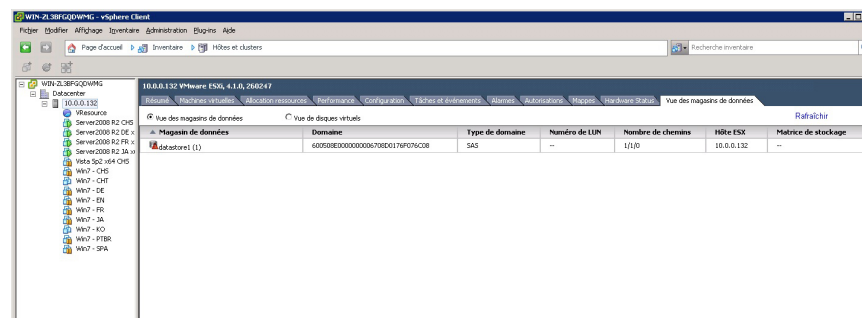 WIN-ZL3BFGQDWMG - vSphere Client
Fichier Modifier Affichage Inventaire Administration Plug-ins Aide
Page d'accueil Inventaire Hôtes et clusters Recherche inventaire
WIN-ZL3BFGQDWMG
Datacenter
10.0.0.132
VResource
Server2008 R2 CHS
Server2008 R2 DE x
Server2008 R2 FR x
Server2008 R2 JA x
Vista Sp2 x64 CHS
Win7 - CHS
Win7 - CHT
Win7 - DE
Win7 - EN
Win7 - FR
Win7 - JA
Win7 - KO
Win7 - PTBR
Win7 - SPA
10.0.0.132 VMware ESXi, 4.1.0, 260247
Résumé Machines virtuelles Allocation ressources Performance Configuration Tâches et événements Alarmes Autorisations Mappes Hardware Status Vue des magasins de données
Vue des magasins de données Vue de disques virtuels Rafraîchir
Magasin de données Domaine Type de domaine Numéro de LUN Nombre de chemins Hôte ESX Matrice de stockage
datastore1 (1) 600508E0000000006708D0176F076C08 SAS -- 1/1/0 10.0.0.132 --